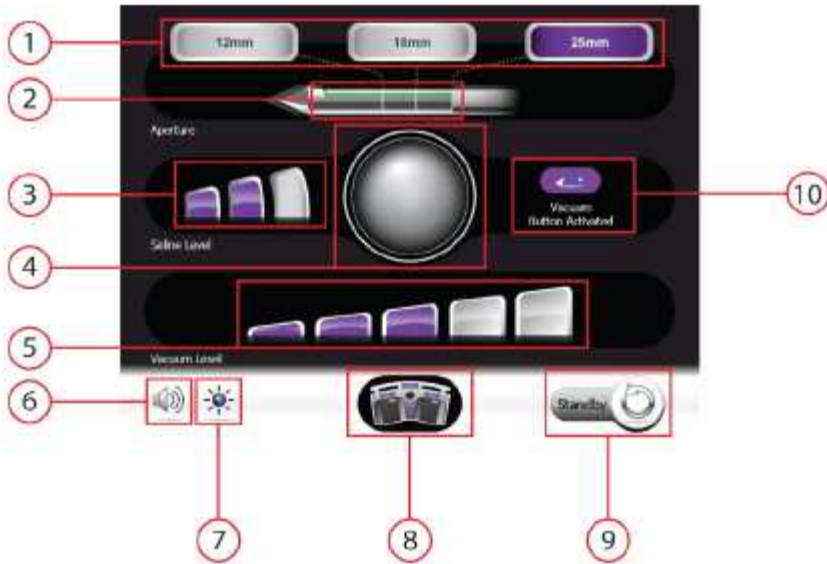 1
12mm
18mm
25mm
2
Aperture
3
10
Vacuum
Button Activated
Saline Level
4
5
Vacuum Level
6
Standby
7
8
9